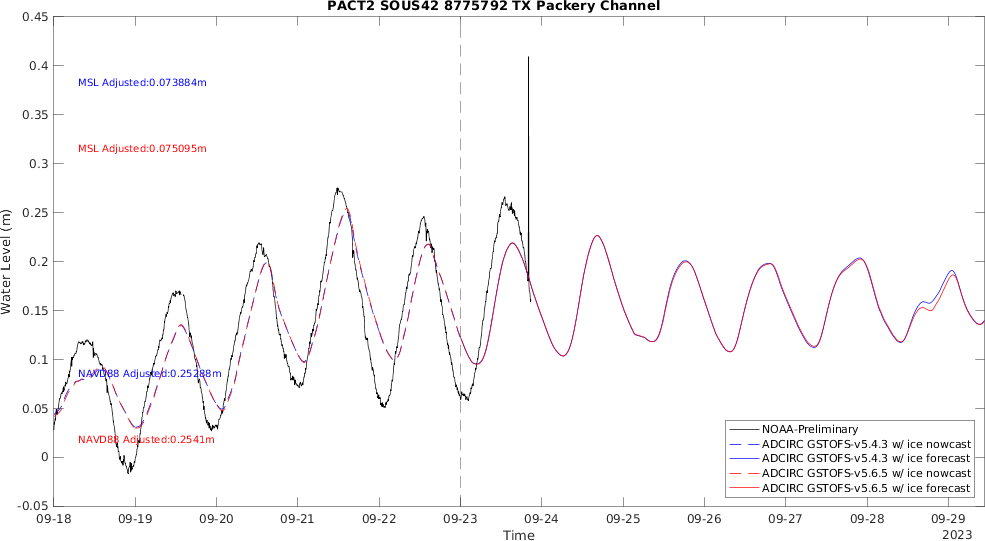 PACT2 SOUS42 8775792 TX Packery Channel
0.45
0.4
0.35
0.3
0.25
0.2
0.15
0.1
0.05
0
-0.05
Water Level (m)
MSL Adjusted:0.073884m
MSL Adjusted:0.075095m
NAVD88 Adjusted:0.25288m
NAVD88 Adjusted:0.2541m
NOAA-Preliminary
ADCIRC GSTOFS-v5.4.3 w/ ice nowcast
ADCIRC GSTOFS-v5.4.3 w/ ice forecast
ADCIRC GSTOFS-v5.6.5 w/ ice nowcast
ADCIRC GSTOFS-v5.6.5 w/ ice forecast
09-18 09-19 09-20 09-21 09-22 09-23 09-24 09-25 09-26 09-27 09-28 09-29
Time
2023